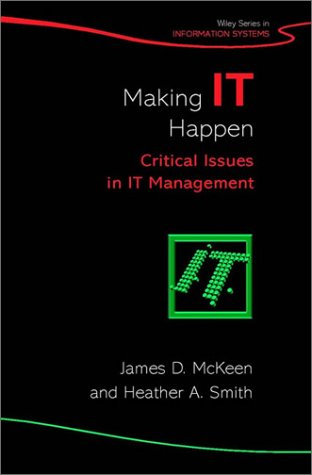 Wiley Series in
INFORMATION SYSTEMS
Making IT
Happen
Critical Issues
in IT Management
IT
James D. McKeen
and Heather A. Smith